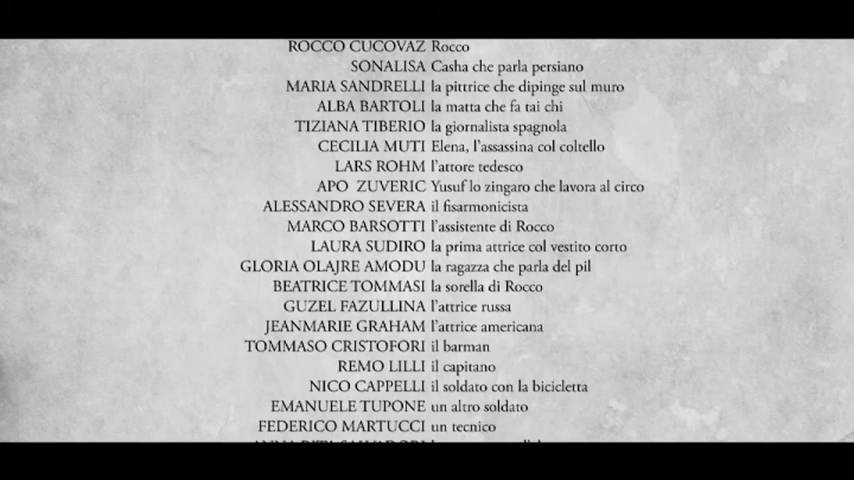 ROCCO CUCOVAZ Rocco
SONALISA Casha che parla persiano
MARIA SANDRELLI la pittrice che dipinge sul muro
ALBA BARTOLI la matta che fa tai chi
TIZIANA TIBERIO la giornalista spagnola
CECILIA MUTI Elena, l'assassina col coltello
LARS ROHM l'attore tedesco
APO ZUVERIC Yusuf lo zingaro che lavora al circo
ALESSANDRO SEVERA il fisarmonicista
MARCO BARSOTTI l'assistente di Rocco
LAURA SUDIRO la prima attrice col vestito corto
GLORIA OLAJRE AMODU la ragazza che parla del pil
BEATRICE TOMMASI la sorella di Rocco
GUZEL FAZULLINA l'attrice russa
JEANMARIE GRAHAM l'attrice americana
TOMMASO CRISTOFORI il barman
REMO LILLI il capitano
NICO CAPPELLI il soldato con la bicicletta
EMANUELE TUPONE un altro soldato
FEDERICO MARTUCCI un tecnico